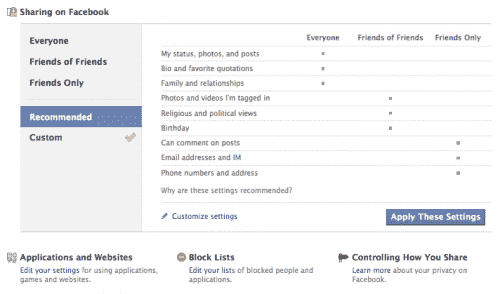 Sharing on Facebook
Everyone
Friends of Friends
Friends Only
Recommended
Custom
Everyone Friends of Friends Friends Only
My status, photos, and posts
Bio and favorite quotations
Family and relationships
Photos and videos I'm tagged in
Religious and political views
Birthday
Can comment on posts
Email addresses and IM
Phone numbers and address
Why are these settings recommended?
Customize settings
Apply These Settings
Applications and Websites
Edit your settings for using applications,
games and websites.
Block Lists
Edit your lists of blocked people and
applications.
Controlling How You Share
Learn more about your privacy on
Facebook.